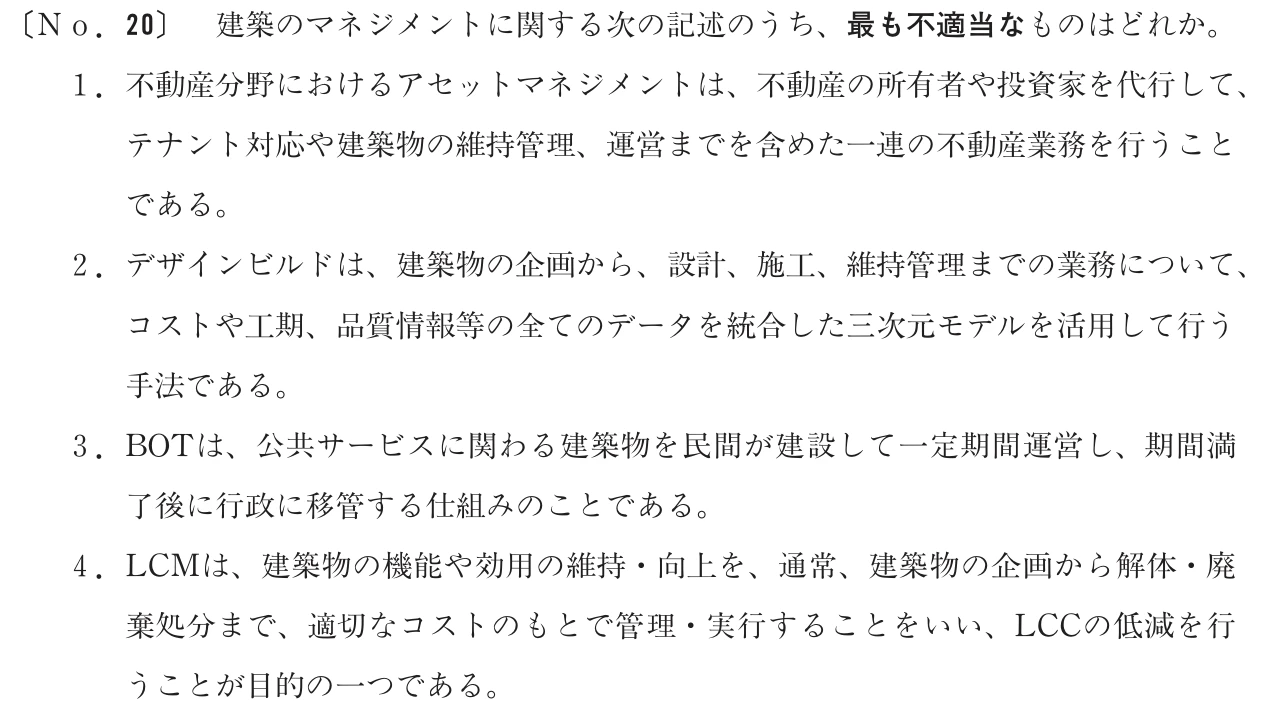 〔Ｎｏ．20〕　建築のマネジメントに関する次の記述のうち、最も不適当なものはどれか。
１．不動産分野におけるアセットマネジメントは、不動産の所有者や投資家を代行して、
テナント対応や建築物の維持管理、運営までを含めた一連の不動産業務を行うこと
である。
２．デザインビルドは、建築物の企画から、設計、施工、維持管理までの業務について、
コストや工期、品質情報等の全てのデータを統合した三次元モデルを活用して行う
手法である。
３．BOTは、公共サービスに関わる建築物を民間が建設して一定期間運営し、期間満
了後に行政に移管する仕組みのことである。
４．LCMは、建築物の機能や効用の維持・向上を、通常、建築物の企画から解体・廃
棄処分まで、適切なコストのもとで管理・実行することをいい、LCCの低減を行
うことが目的の一つである。